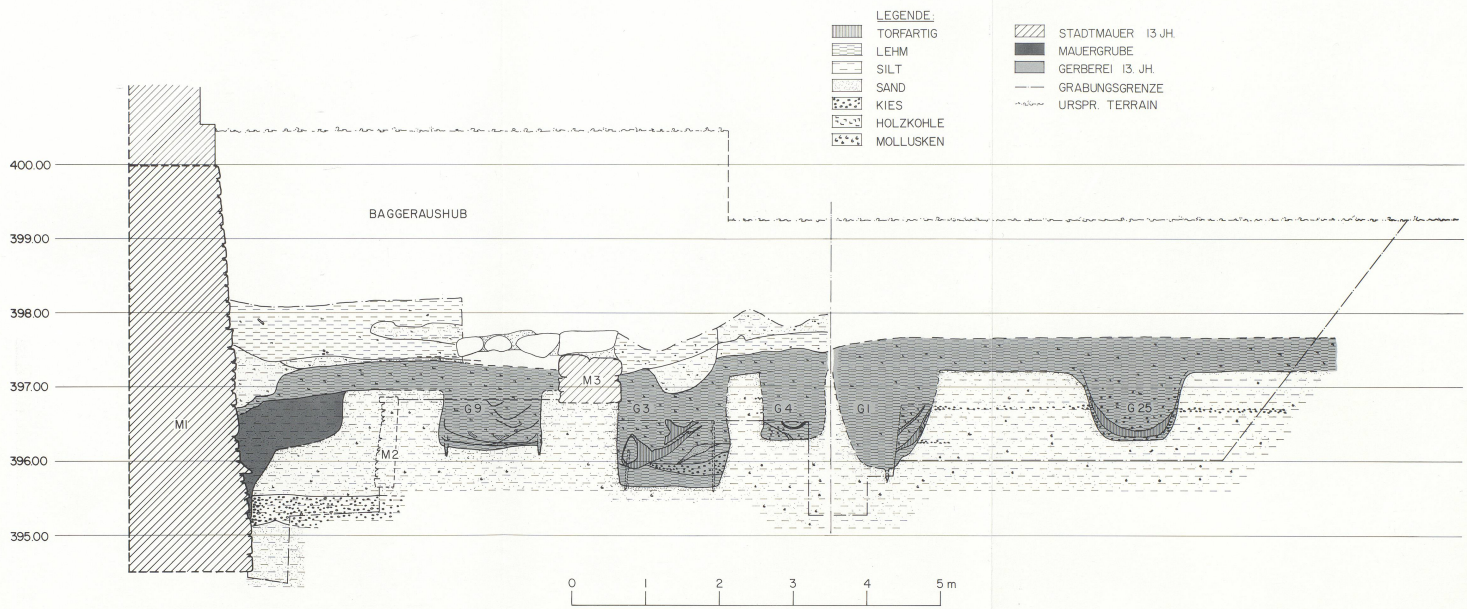 LEGENDE:
TORFARTIG
LEHM
SILT
SAND
KIES
HOLZKOHLE
MOLLUSKEN
STADTMAUER 13 JH.
MAUERGRUBE
GERBEREI 13. JH.
GRABUNGSGRENZE
URSPR. TERRAIN
400.00
BAGGERAUSHUB
399.00
398.00
397.00
M3
M1
G9
G3
G4
G1
G25
M2
396.00
395.00
0 1 2 3 4 5 m